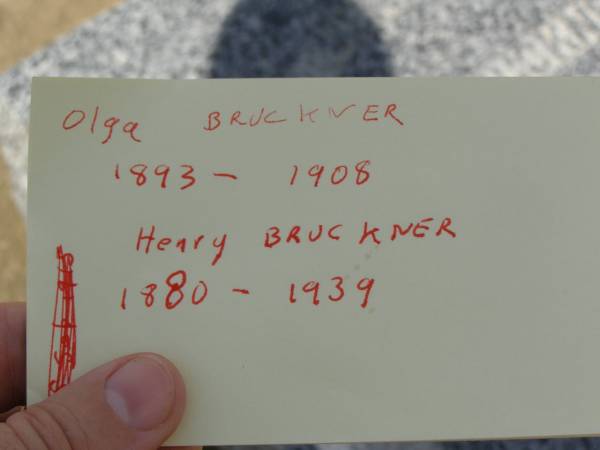 Olga BRUCKNER
1893 - 1908
Henry BRUCKNER
1880 - 1939